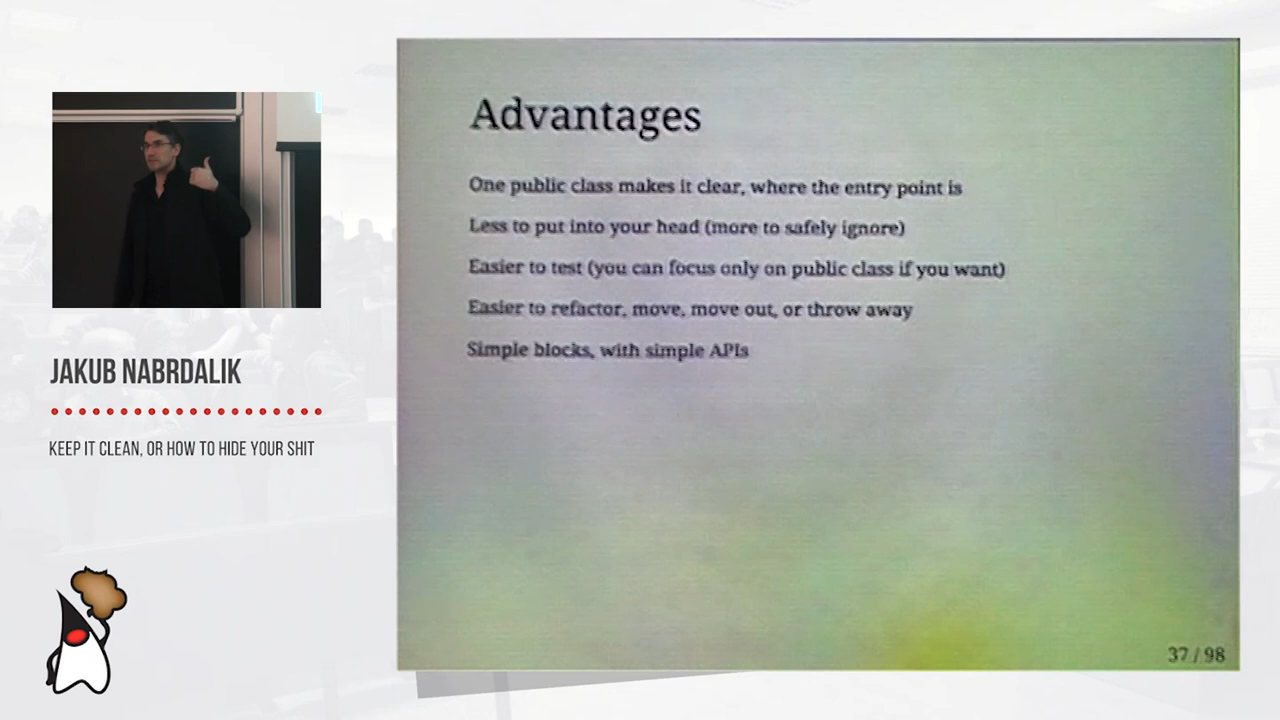 JAKUB NABRDALIK
KEEP IT CLEAN, OR HOW TO HIDE YOUR SHIT
Advantages
One public class makes it clear, where the entry point is
Less to put into your head (more to safely ignore)
Easier to test (you can focus only on public class if you want)
Easier to refactor, move, move out, or throw away
Simple blocks, with simple APIs
37 / 98